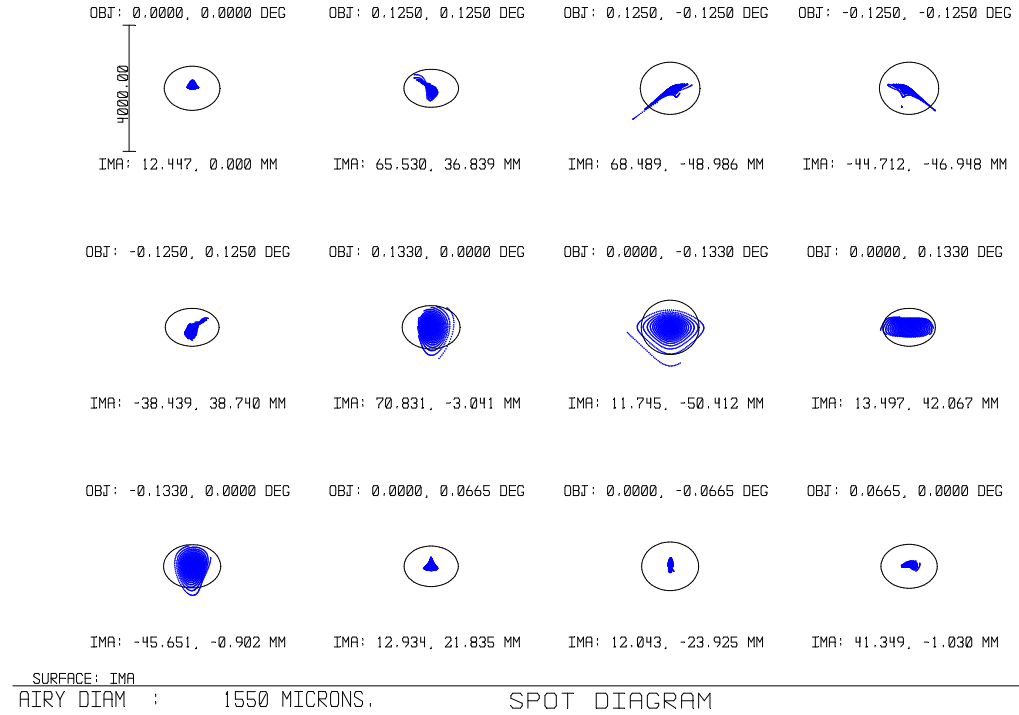 OBJ: 0.0000, 0.0000 DEG OBJ: 0.1250, 0.1250 DEG OBJ: 0.1250, -0.1250 DEG OBJ: -0.1250, -0.1250 DEG
4000.00
IMA: 12.447, 0.000 MM IMA: 65.530, 36.839 MM IMA: 68.489, -48.986 MM IMA: -44.712, -46.948 MM
OBJ: -0.1250, 0.1250 DEG OBJ: 0.1330, 0.0000 DEG OBJ: 0.0000, -0.1330 DEG OBJ: 0.0000, 0.1330 DEG
IMA: -38.439, 38.740 MM IMA: 70.831, -3.041 MM IMA: 11.745, -50.412 MM IMA: 13.497, 42.067 MM
OBJ: -0.1330, 0.0000 DEG OBJ: 0.0000, 0.0665 DEG OBJ: 0.0000, -0.0665 DEG OBJ: 0.0665, 0.0000 DEG
IMA: -45.651, -0.902 MM IMA: 12.934, 21.835 MM IMA: 12.043, -23.925 MM IMA: 41.349, -1.030 MM
SURFACE: IMA
AIRY DIAM : 1550 MICRONS. SPOT DIAGRAM